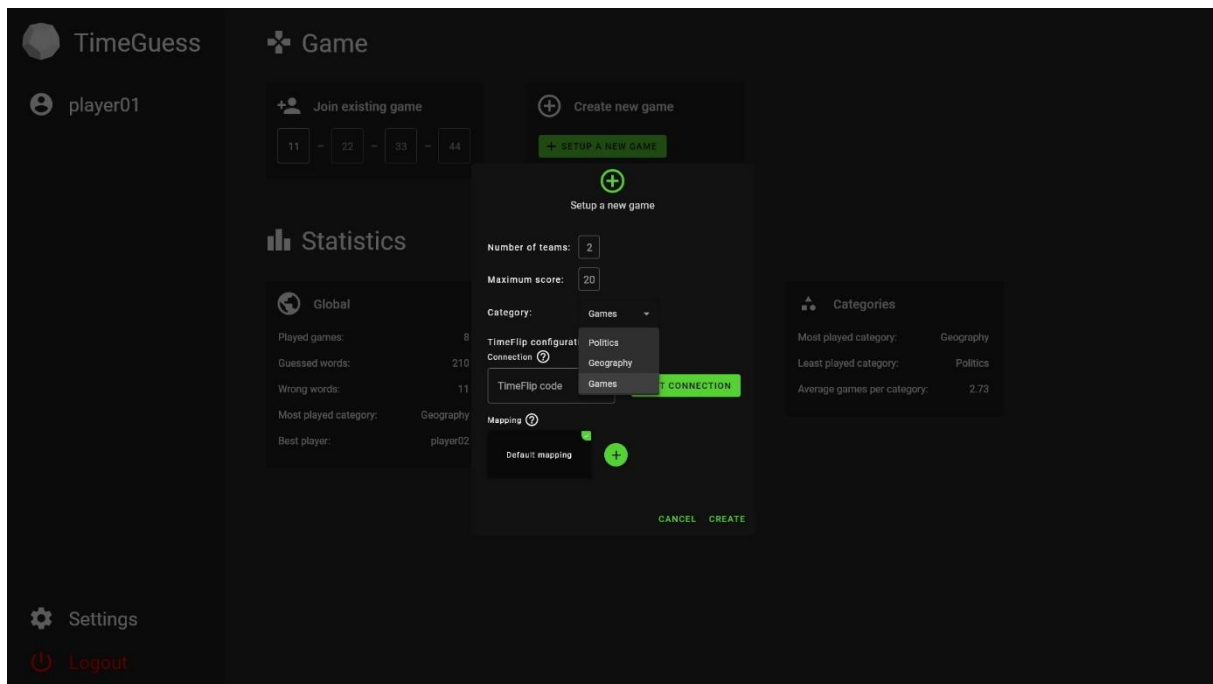 TimeGuess
player01
Settings
Logout
Game
Join existing game
11 - 22 - 33 - 44
Create new game
+ SETUP A NEW GAME
Statistics
Global
Played games: 8
Guessed words: 210
Wrong words: 11
Most played category: Geography
Best player: player02
Categories
Most played category: Geography
Least played category: Politics
Average games per category: 2.73
Setup a new game
Number of teams: 2
Maximum score: 20
Category: Games
Politics
Geography
Games
TimeFlip configurat
Connection ?
TimeFlip code
T CONNECTION
Mapping ?
Default mapping
+
CANCEL CREATE